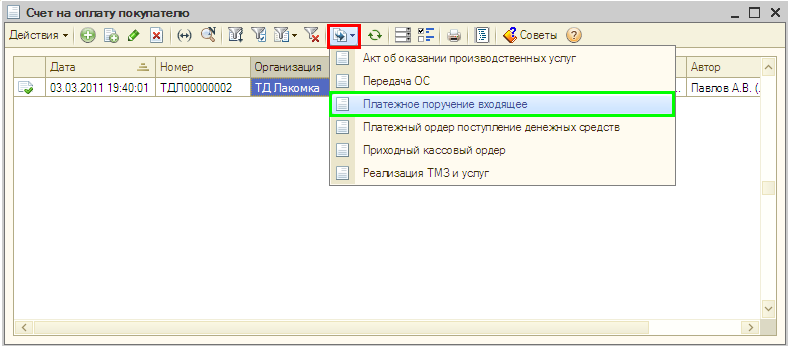 Счет на оплату покупателю
Действия Советы
Дата Номер Организация Автор
03.03.2011 19:40:01 ТДЛ00000002 ТД Лакомка ... Павлов А.В. (.
Акт об оказании производственных услуг
Передача ОС
Платежное поручение входящее
Платежный ордер поступление денежных средств
Приходный кассовый ордер
Реализация ТМЗ и услуг